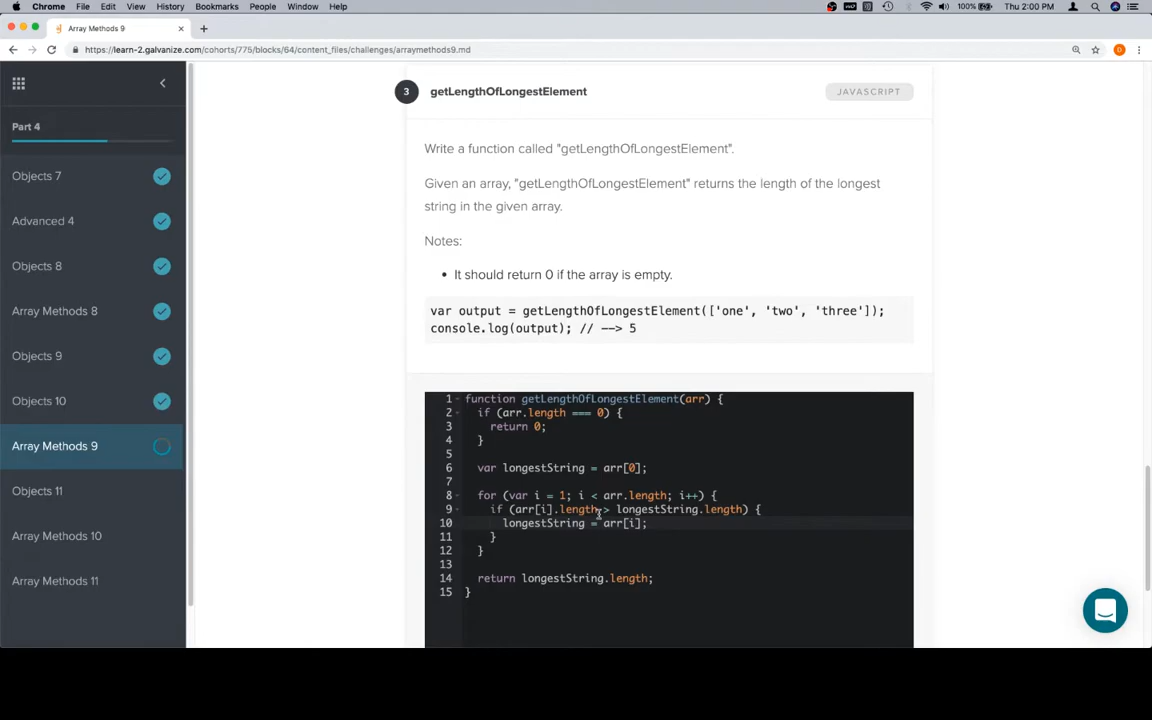 Chrome File Edit View History Bookmarks People Window Help
100% Thu 2:00 PM
Array Methods 9
https://learn-2.galvanize.com/cohorts/775/blocks/64/content_files/challenges/arraymethods9.md
Part 4
Objects 7
Advanced 4
Objects 8
Array Methods 8
Objects 9
Objects 10
Array Methods 9
Objects 11
Array Methods 10
Array Methods 11
3 getLengthOfLongestElement JAVASCRIPT
Write a function called "getLengthOfLongestElement".
Given an array, "getLengthOfLongestElement" returns the length of the longest
string in the given array.
Notes:
• It should return 0 if the array is empty.
var output = getLengthOfLongestElement(['one', 'two', 'three']);
console.log(output); // --> 5
1 function getLengthOfLongestElement(arr) {
2 if (arr.length === 0) {
3 return 0;
4 }
5
6 var longestString = arr[0];
7
8 for (var i = 1; i < arr.length; i++) {
9 if (arr[i].length > longestString.length) {
10 longestString = arr[i];
11 }
12 }
13
14 return longestString.length;
15 }